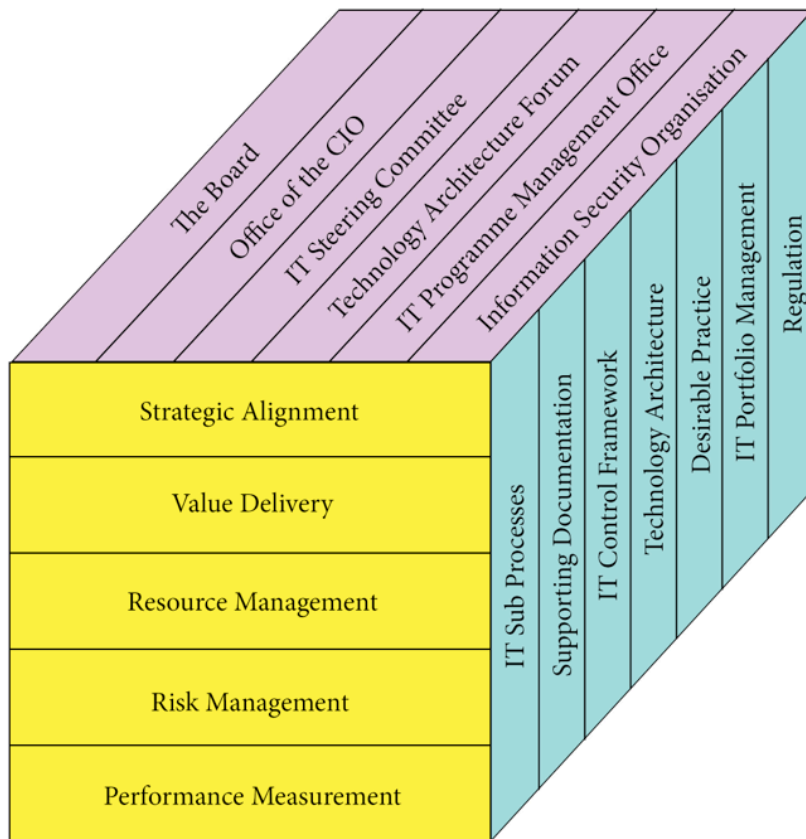 The Board
Office of the CIO
IT Steering Committee
Technology Architecture Forum
IT Programme Management Office
Information Security Organisation
Strategic Alignment
Value Delivery
Resource Management
Risk Management
Performance Measurement
IT Sub Processes
Supporting Documentation
IT Control Framework
Technology Architecture
Desirable Practice
IT Portfolio Management
Regulation